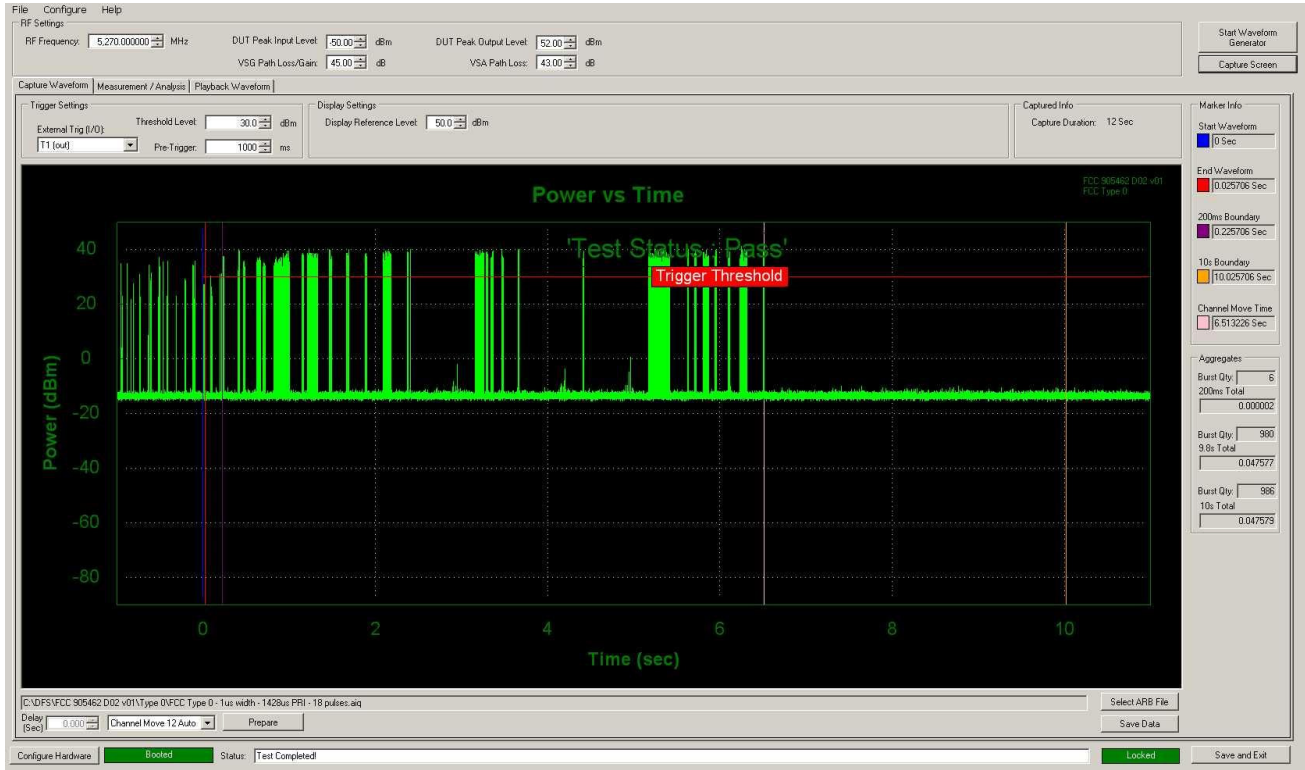 File Configure Help
RF Settings
RF Frequency: 5,270.000000 MHz DUT Peak Input Level: -50.00 dBm DUT Peak Output Level: 52.00 dBm
VSG Path Loss/Gain: 45.00 dB VSA Path Loss: 43.00 dB
Start Waveform
Generator
Capture Screen
Capture Waveform Measurement / Analysis Playback Waveform
Trigger Settings
External Trig (I/O):
T1 (out)
Threshold Level: 30.0 dBm
Pre-Trigger: 1000 ms
Display Settings
Display Reference Level: 50.0 dBm
Captured Info
Capture Duration: 12 Sec
Marker Info
Start Waveform
0 Sec
End Waveform
0.025706 Sec
200ms Boundary
0.225706 Sec
10s Boundary
10.025706 Sec
Channel Move Time
6.513226 Sec
Aggregates
Burst Qty: 6
200ms Total
0.000002
Burst Qty: 980
9.8s Total
0.047577
Burst Qty: 986
10s Total
0.047579
Power vs Time
FCC 905462 D02 v01
FCC Type 0
'Test Status : Pass'
Trigger Threshold
Power (dBm)
40
20
0
-20
-40
-60
-80
0 2 4 6 8 10
Time (sec)
C:\DFS\FCC 905462 D02 v01\Type 0\FCC Type 0 - 1us width - 1428us PRI - 18 pulses.aiq
Select ARB File
Delay
(Sec) 0.000 Channel Move 12 Auto Prepare
Save Data
Configure Hardware Booted Status: Test Completed! Locked Save and Exit